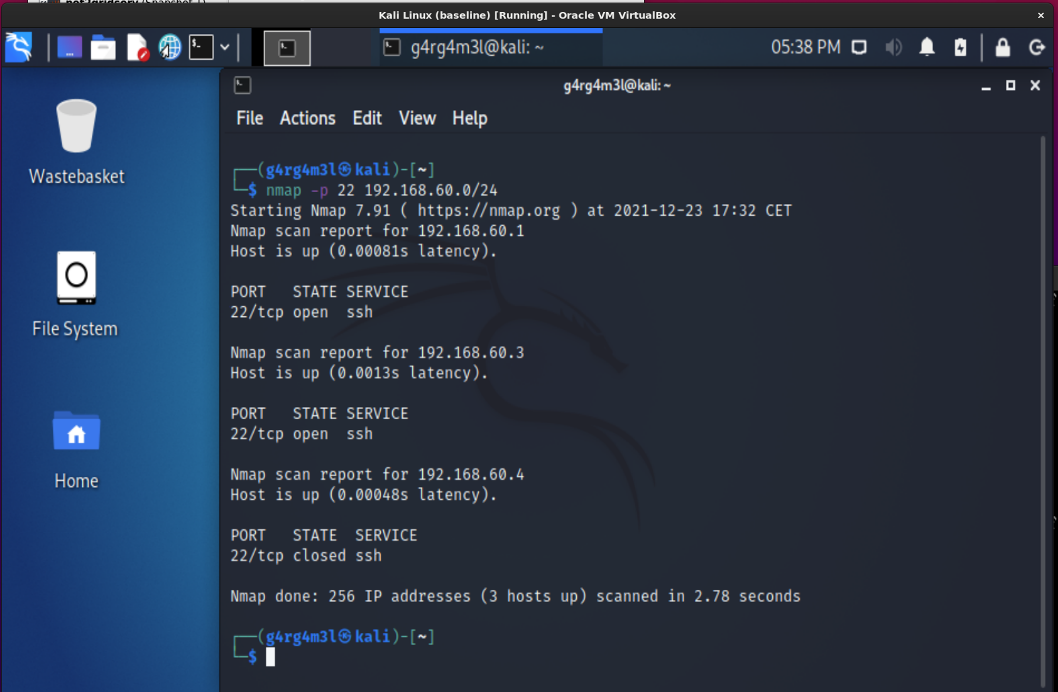 Kali Linux (baseline) [Running] - Oracle VM VirtualBox
g4rg4m3l@kali: ~
05:38 PM
g4rg4m3l@kali: ~
File Actions Edit View Help
Wastebasket
File System
Home
┌──(g4rg4m3l㉿kali)-[~]
└─$ nmap -p 22 192.168.60.0/24
Starting Nmap 7.91 ( https://nmap.org ) at 2021-12-23 17:32 CET
Nmap scan report for 192.168.60.1
Host is up (0.00081s latency).
PORT   STATE SERVICE
22/tcp open  ssh
Nmap scan report for 192.168.60.3
Host is up (0.0013s latency).
PORT   STATE SERVICE
22/tcp open  ssh
Nmap scan report for 192.168.60.4
Host is up (0.00048s latency).
PORT   STATE  SERVICE
22/tcp closed ssh
Nmap done: 256 IP addresses (3 hosts up) scanned in 2.78 seconds
┌──(g4rg4m3l㉿kali)-[~]
└─$